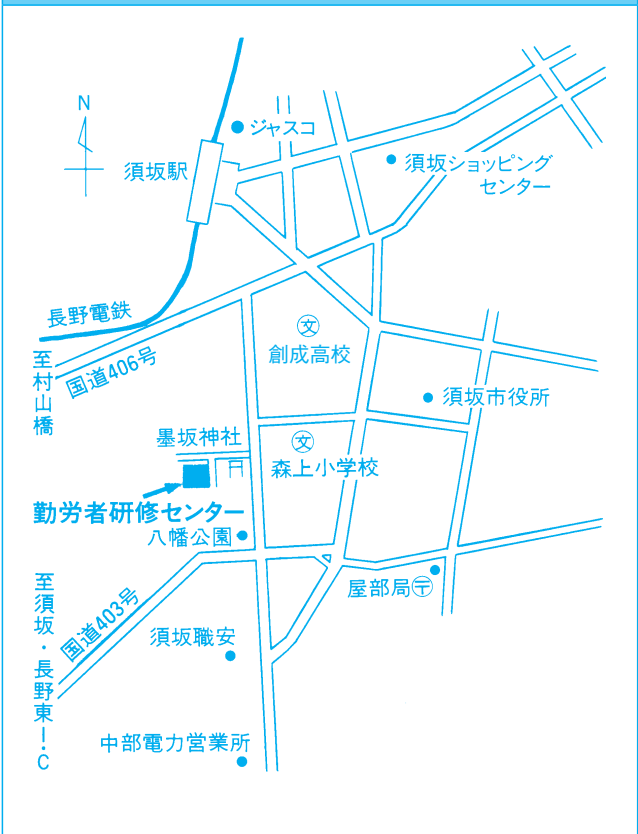 N
ジャスコ
須坂駅
須坂ショッピング
センター
長野電鉄
国道406号
至村山橋
文
創成高校
須坂市役所
墨坂神社
文
森上小学校
勤労者研修センター
八幡公園
屋部局〒
国道403号
至須坂・長野東I・C
須坂職安
中部電力営業所